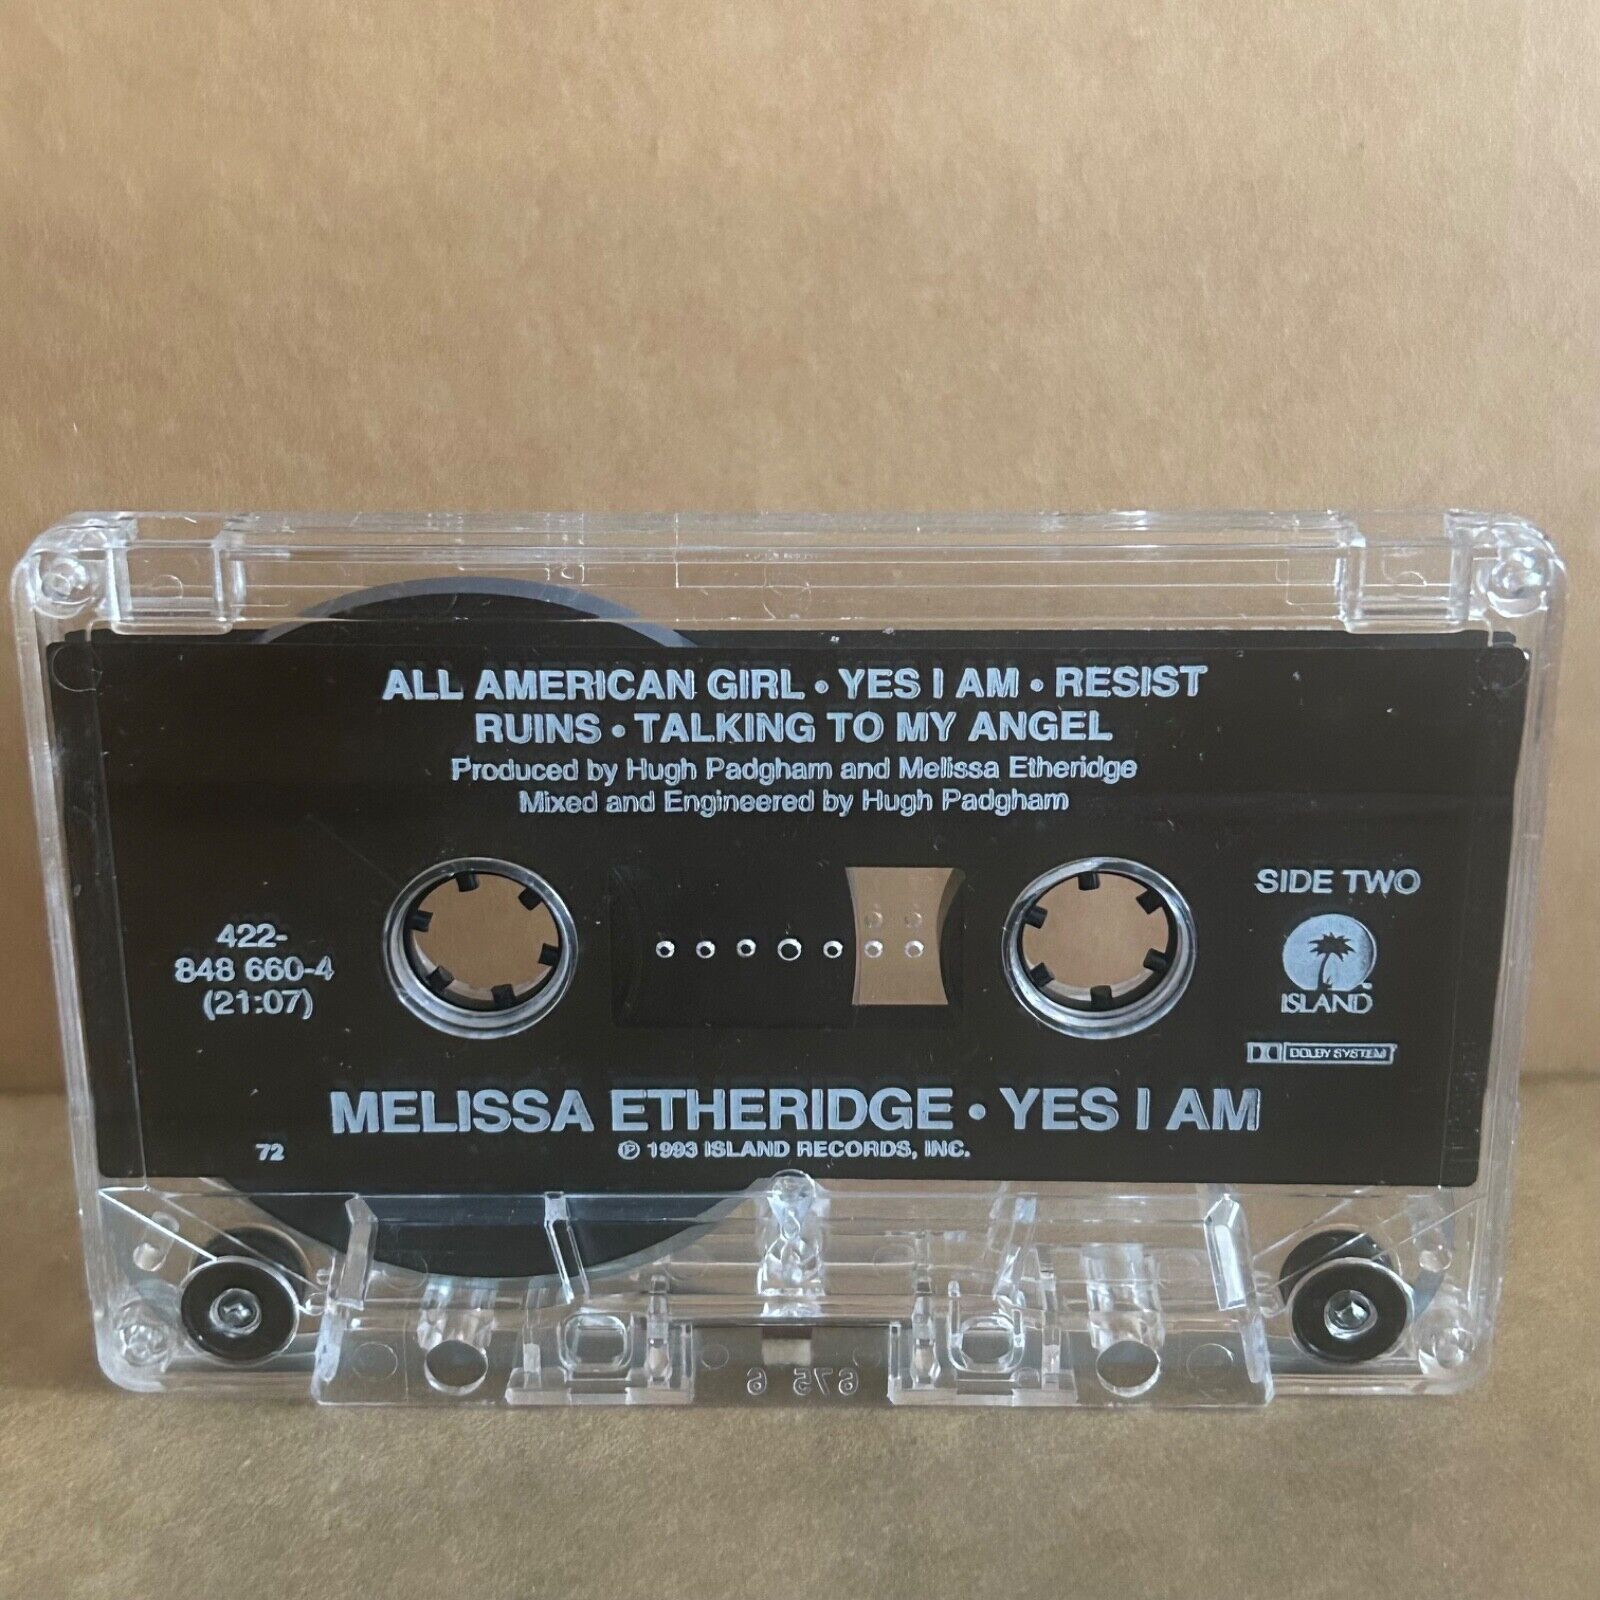 ALL AMERICAN GIRL • YES I AM • RESIST
RUINS • TALKING TO MY ANGEL
Produced by Hugh Padgham and Melissa Etheridge
Mixed and Engineered by Hugh Padgham
SIDE TWO
422-
848 660-4
(21:07)
ISLAND
DOLBY SYSTEM
MELISSA ETHERIDGE • YES I AM
72
℗ 1993 ISLAND RECORDS, INC.
675 6